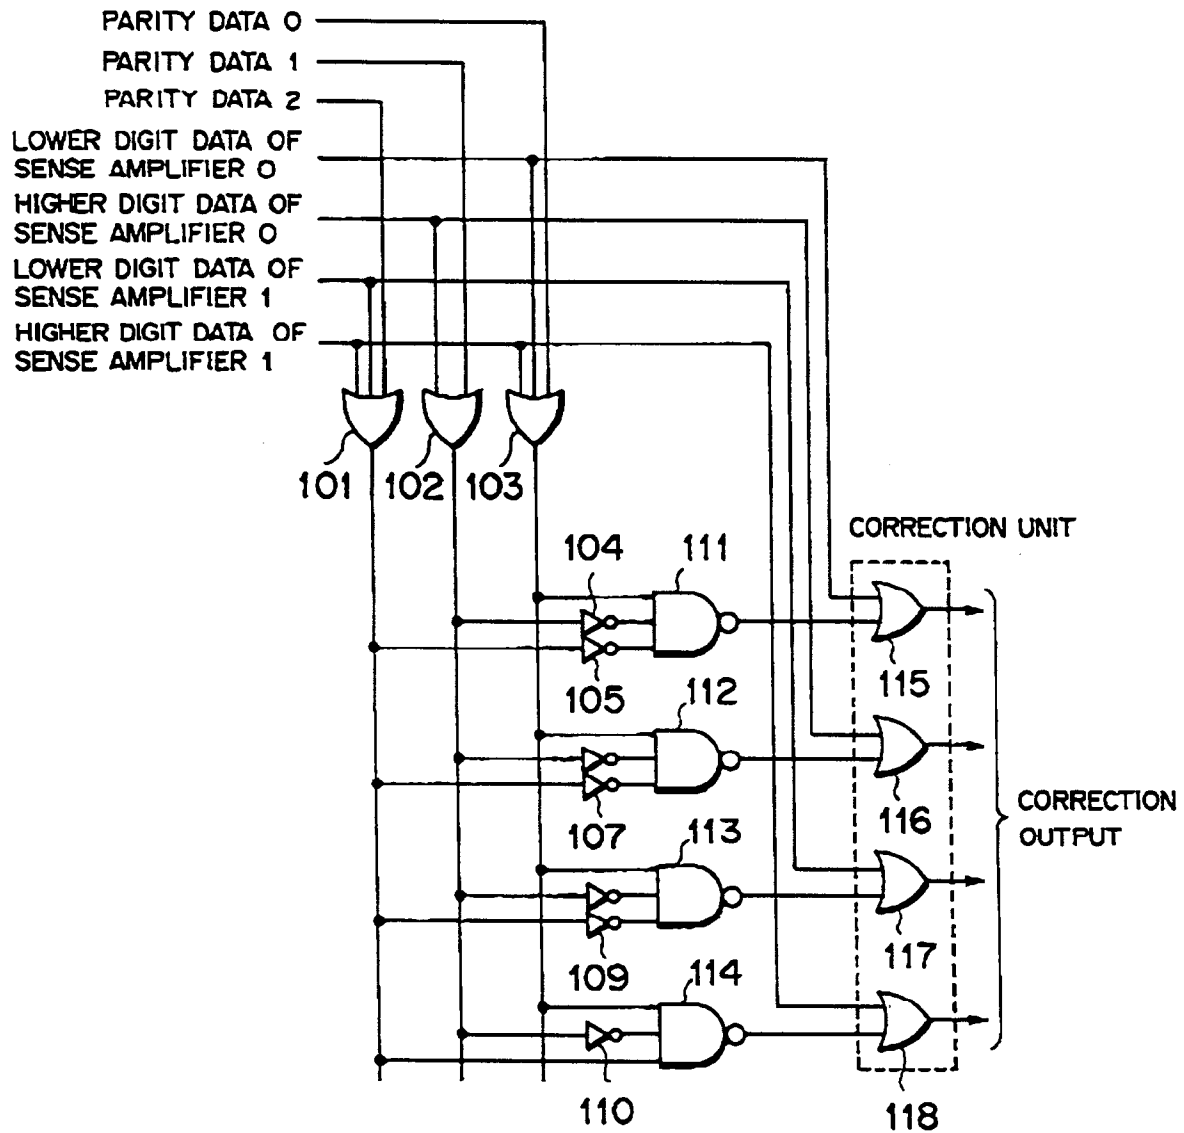 PARITY DATA 0
PARITY DATA 1
PARITY DATA 2
LOWER DIGIT DATA OF
SENSE AMPLIFIER 0
HIGHER DIGIT DATA OF
SENSE AMPLIFIER 0
LOWER DIGIT DATA OF
SENSE AMPLIFIER 1
HIGHER DIGIT DATA OF
SENSE AMPLIFIER 1
101 102 103
CORRECTION UNIT
104 111
105 115
112
107 116
CORRECTION
OUTPUT
113
109 117
114
110 118